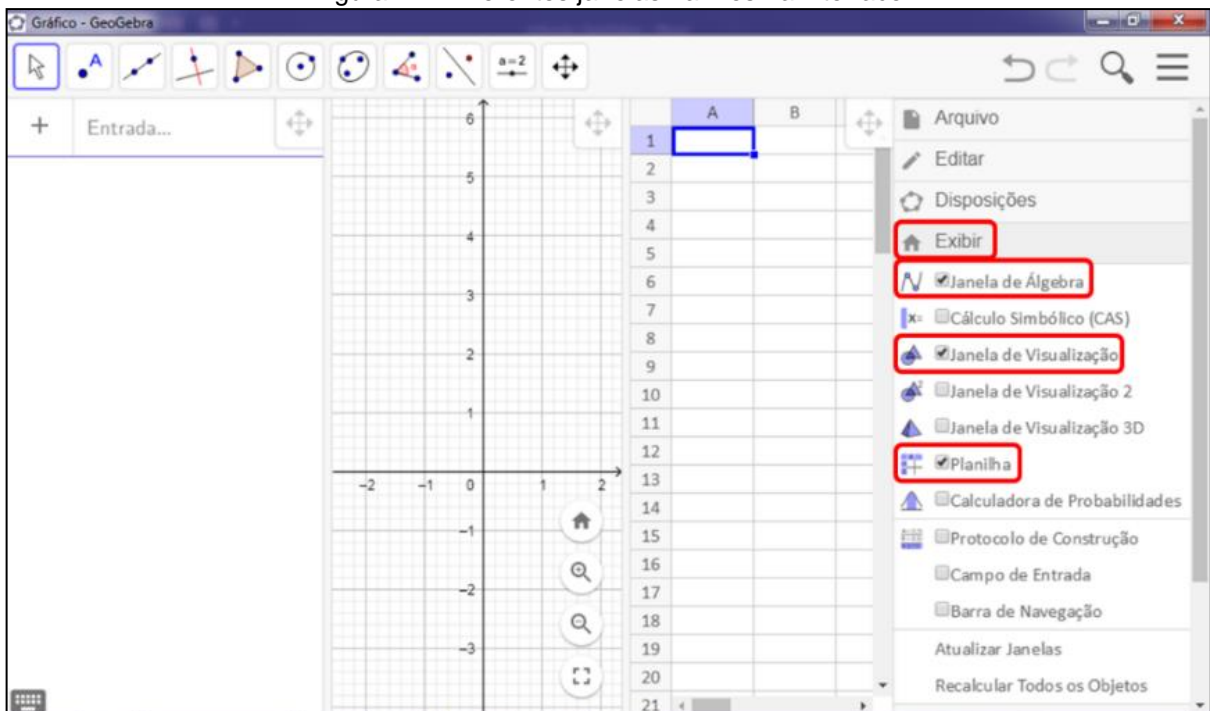 Gráfico - GeoGebra
A
a=2
Entrada...
6
5
4
3
2
1
-2 -1 0 1 2
-1
-2
-3
A B
1
2
3
4
5
6
7
8
9
10
11
12
13
14
15
16
17
18
19
20
21
Arquivo
Editar
Disposições
Exibir
Janela de Álgebra
x= Cálculo Simbólico (CAS)
Janela de Visualização
Janela de Visualização 2
Janela de Visualização 3D
Planilha
Calculadora de Probabilidades
Protocolo de Construção
Campo de Entrada
Barra de Navegação
Atualizar Janelas
Recalcular Todos os Objetos